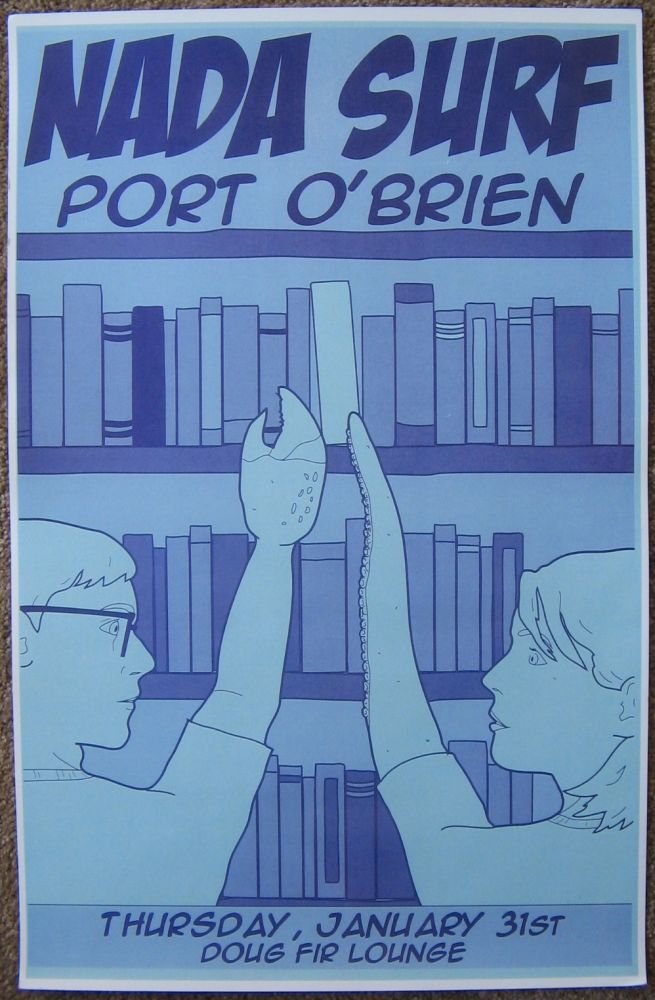 NADA SURF
PORT O'BRIEN
THURSDAY, JANUARY 31ST
DOUG FIR LOUNGE